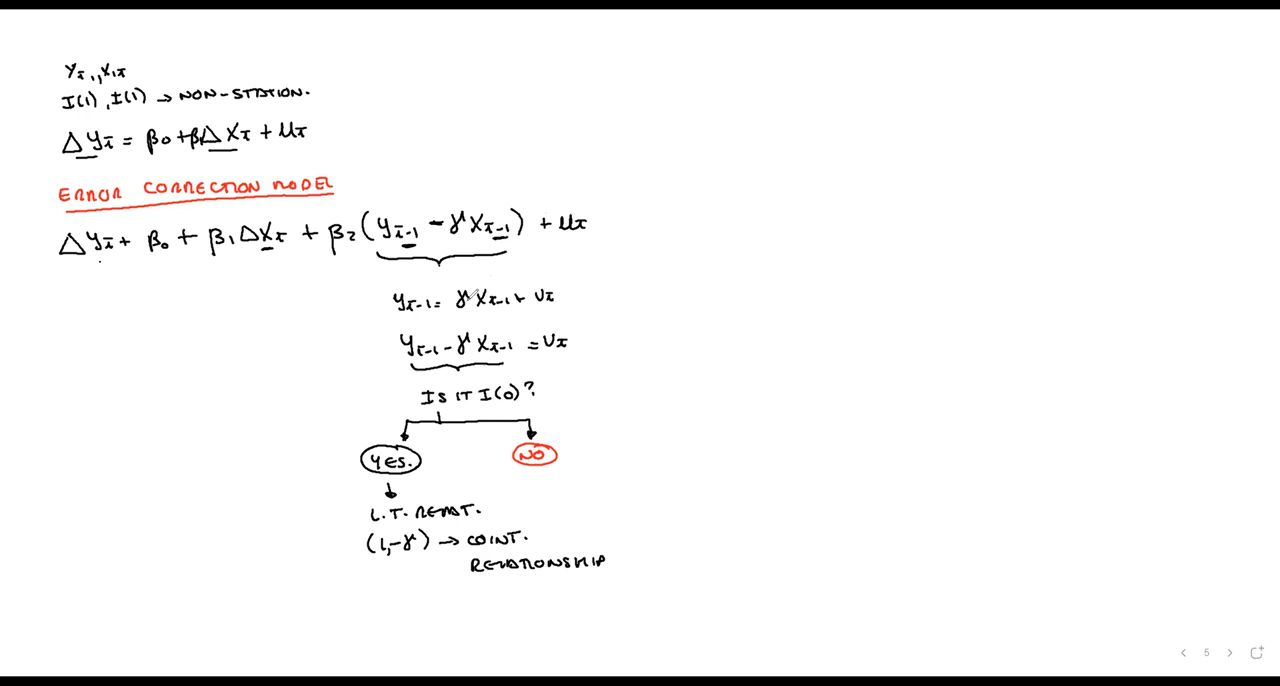 Yt, X1t
I(1), I(1) → NON-STATION.
ΔYt = β0 + β1ΔXt + Ut
ERROR CORRECTION MODEL
ΔYt + β0 + β1ΔXt + β2(Yt-1 - γXt-1) + Ut
Yt-1 = γXt-1 + Vt
Yt-1 - γXt-1 = Vt
IS IT I(0)?
YES. NO
L.T. RELAT.
(1,-γ) → COINT.
RELATIONSHIP
5